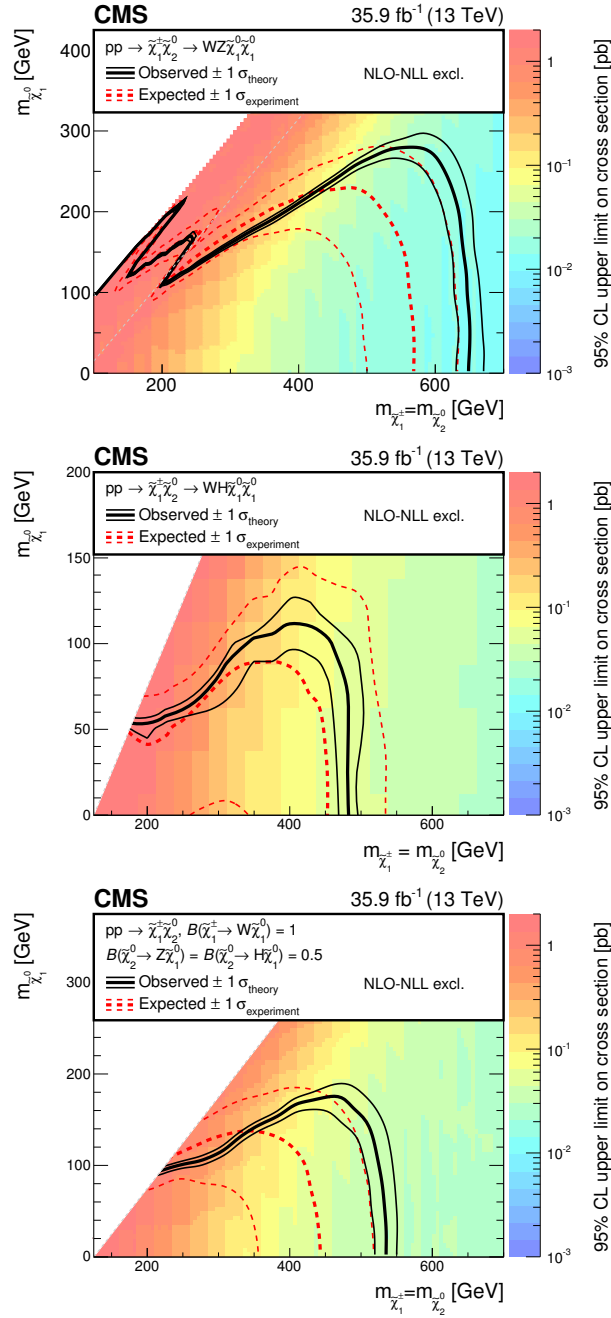 CMS 35.9 fb⁻¹ (13 TeV)
pp → χ̃₁^±χ̃₂⁰ → WZχ̃₁⁰χ̃₁⁰
Observed ± 1 σ_theory NLO-NLL excl.
Expected ± 1 σ_experiment
m_χ̃₁⁰ [GeV]
400
300
200
100
0
200 400 600
m_χ̃₁^±=m_χ̃₂⁰ [GeV]
1
10⁻¹
10⁻²
10⁻³
95% CL upper limit on cross section [pb]
CMS 35.9 fb⁻¹ (13 TeV)
pp → χ̃₁^±χ̃₂⁰ → WHχ̃₁⁰χ̃₁⁰
Observed ± 1 σ_theory NLO-NLL excl.
Expected ± 1 σ_experiment
m_χ̃₁⁰ [GeV]
200
150
100
50
0
200 400 600
m_χ̃₁^± = m_χ̃₂⁰ [GeV]
1
10⁻¹
10⁻²
10⁻³
95% CL upper limit on cross section [pb]
CMS 35.9 fb⁻¹ (13 TeV)
pp → χ̃₁^±χ̃₂⁰, B(χ̃₁^± → Wχ̃₁⁰) = 1
B(χ̃₂⁰ → Zχ̃₁⁰) = B(χ̃₂⁰ → Hχ̃₁⁰) = 0.5
Observed ± 1 σ_theory NLO-NLL excl.
Expected ± 1 σ_experiment
m_χ̃₁⁰ [GeV]
300
200
100
0
200 400 600
m_χ̃₁^±=m_χ̃₂⁰ [GeV]
1
10⁻¹
10⁻²
10⁻³
95% CL upper limit on cross section [pb]